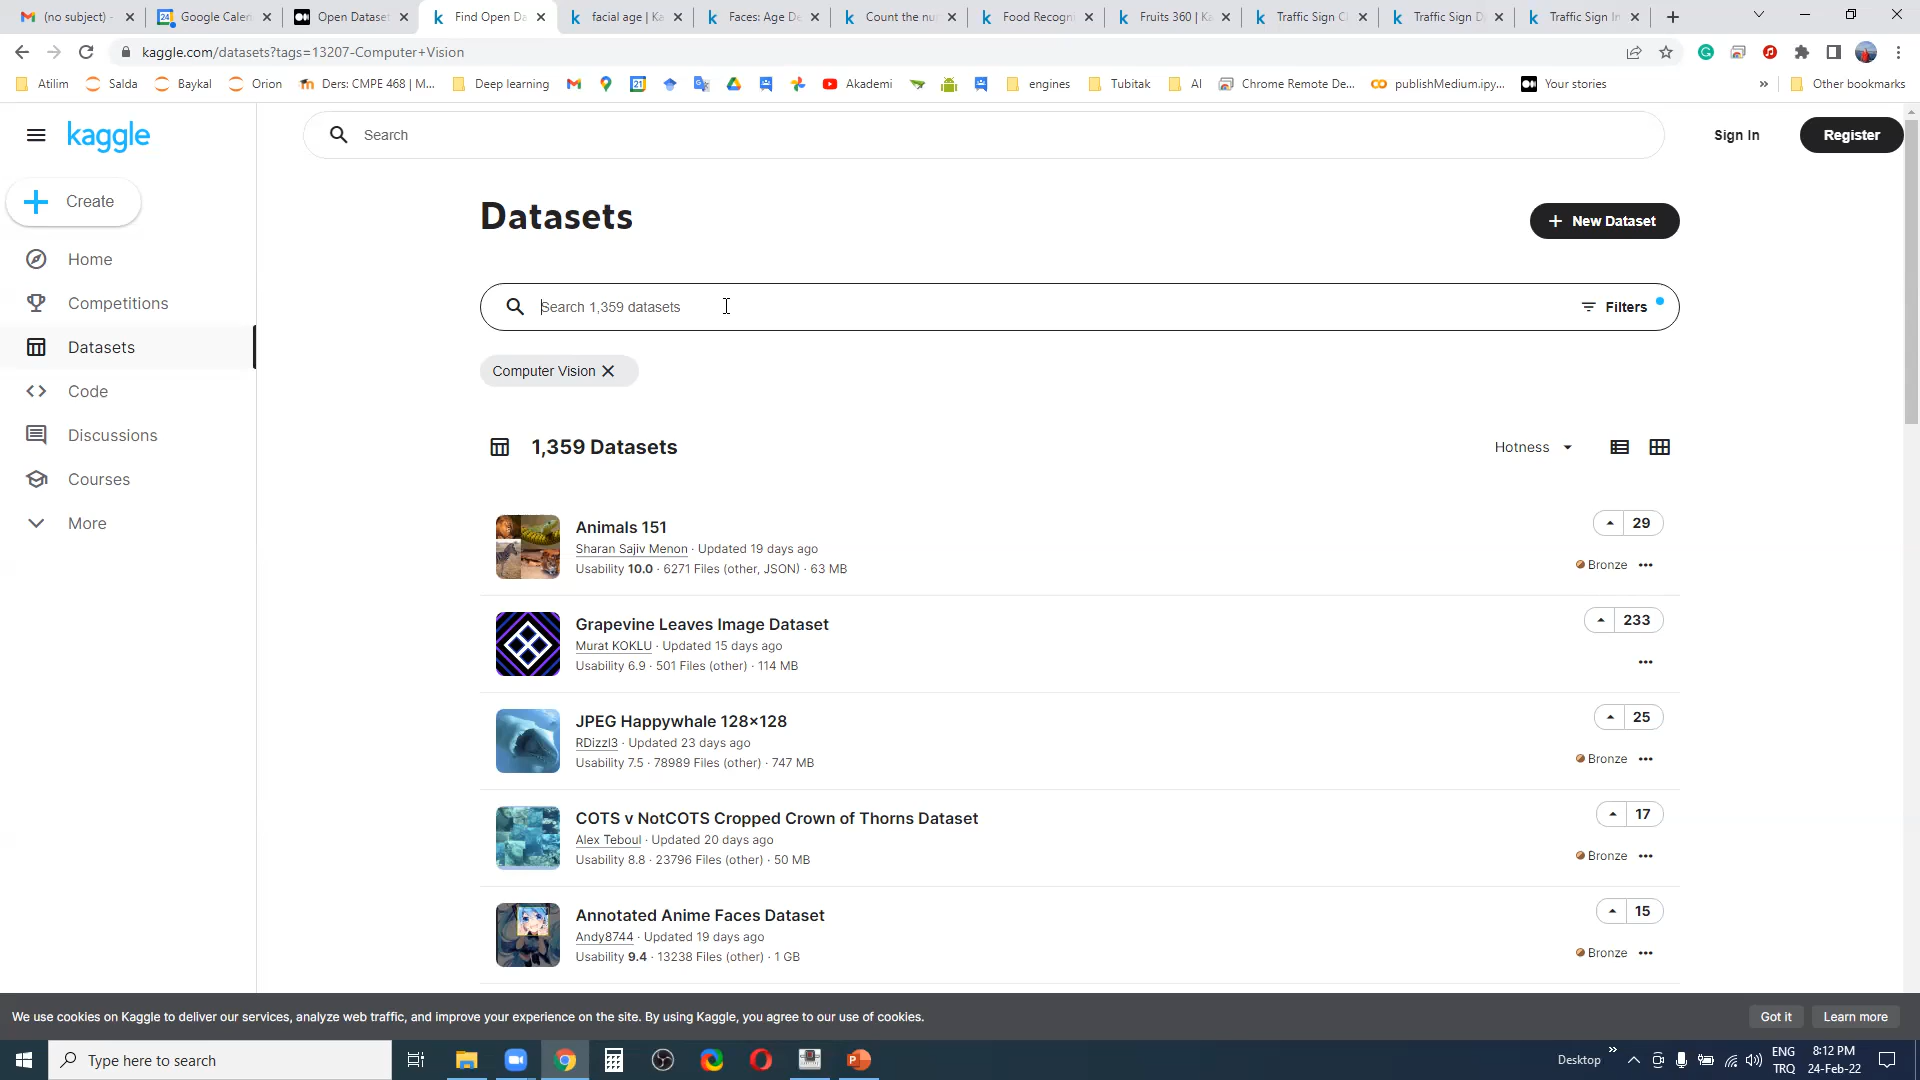 (no subject) -
Google Calen
Open Dataset
Find Open Da
facial age | Ka
Faces: Age De
Count the nu
Food Recogni
Fruits 360 | Ka
Traffic Sign Cl
Traffic Sign D
Traffic Sign In
kaggle.com/datasets?tags=13207-Computer+Vision
Atilim
Salda
Baykal
Orion
Ders: CMPE 468 | M...
Deep learning
Akademi
engines
Tubitak
AI
Chrome Remote De...
publishMedium.ipy...
Your stories
»
Other bookmarks
kaggle
Search
Sign In
Register
Create
Home
Competitions
Datasets
Code
Discussions
Courses
More
Datasets
New Dataset
Search 1,359 datasets
Filters
Computer Vision
1,359 Datasets
Hotness
Animals 151
Sharan Sajiv Menon · Updated 19 days ago
Usability 10.0 · 6271 Files (other, JSON) · 63 MB
29
Bronze
Grapevine Leaves Image Dataset
Murat KOKLU · Updated 15 days ago
Usability 6.9 · 501 Files (other) · 114 MB
233
JPEG Happywhale 128x128
RDizzl3 · Updated 23 days ago
Usability 7.5 · 78989 Files (other) · 747 MB
25
Bronze
COTS v NotCOTS Cropped Crown of Thorns Dataset
Alex Teboul · Updated 20 days ago
Usability 8.8 · 23796 Files (other) · 50 MB
17
Bronze
Annotated Anime Faces Dataset
Andy8744 · Updated 19 days ago
Usability 9.4 · 13238 Files (other) · 1 GB
15
Bronze
We use cookies on Kaggle to deliver our services, analyze web traffic, and improve your experience on the site. By using Kaggle, you agree to our use of cookies.
Got it
Learn more
Type here to search
Desktop
»
ENG
TRQ
8:12 PM
24-Feb-22